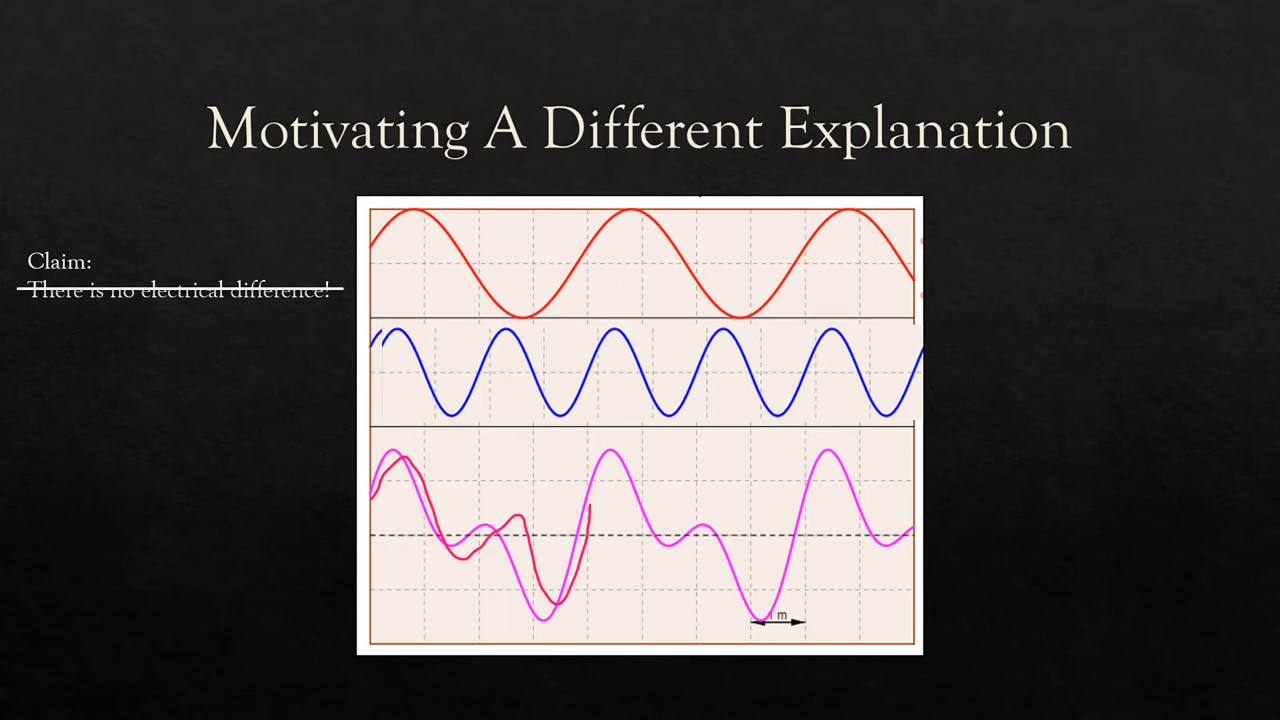 Motivating A Different Explanation
Claim:
There is no electrical difference!
m